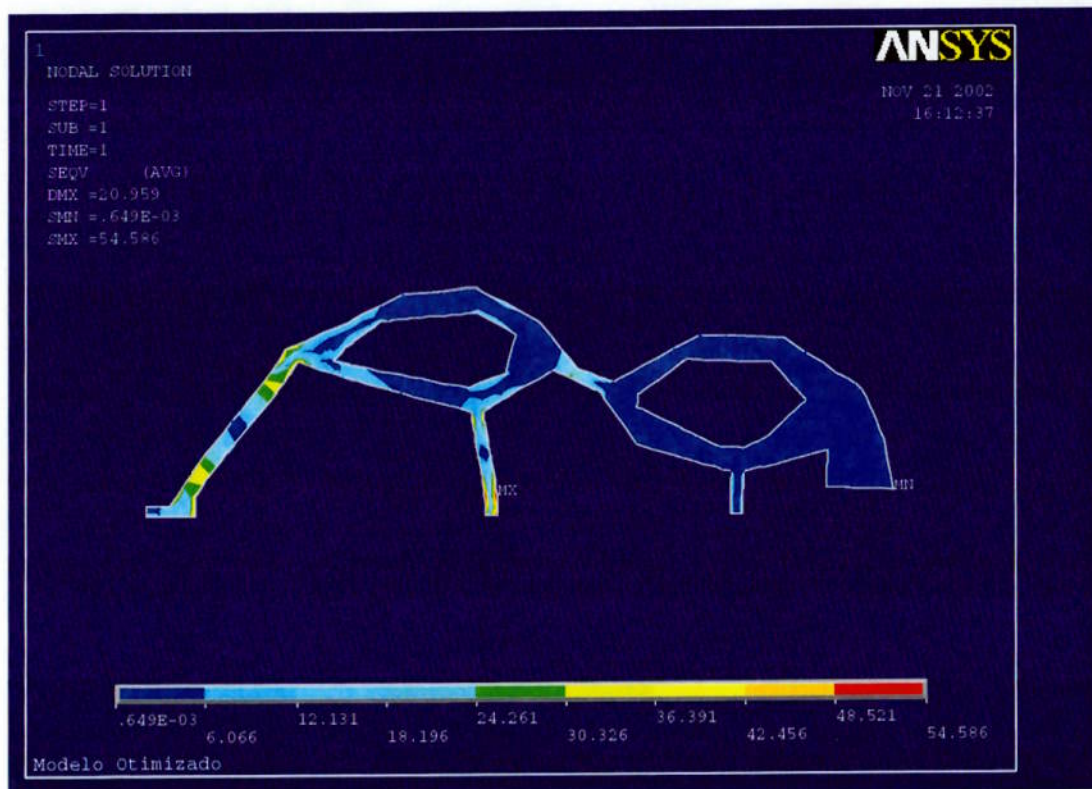 1
ANSYS
NODAL SOLUTION
NOV 21 2002
16:12:37
STEP=1
SUB =1
TIME=1
SEQV (AVG)
DMX =20.959
SMN =.649E-03
SMX =54.586
MX
MN
.649E-03 12.131 24.261 36.391 48.521
6.066 18.196 30.326 42.456 54.586
Modelo Otimizado